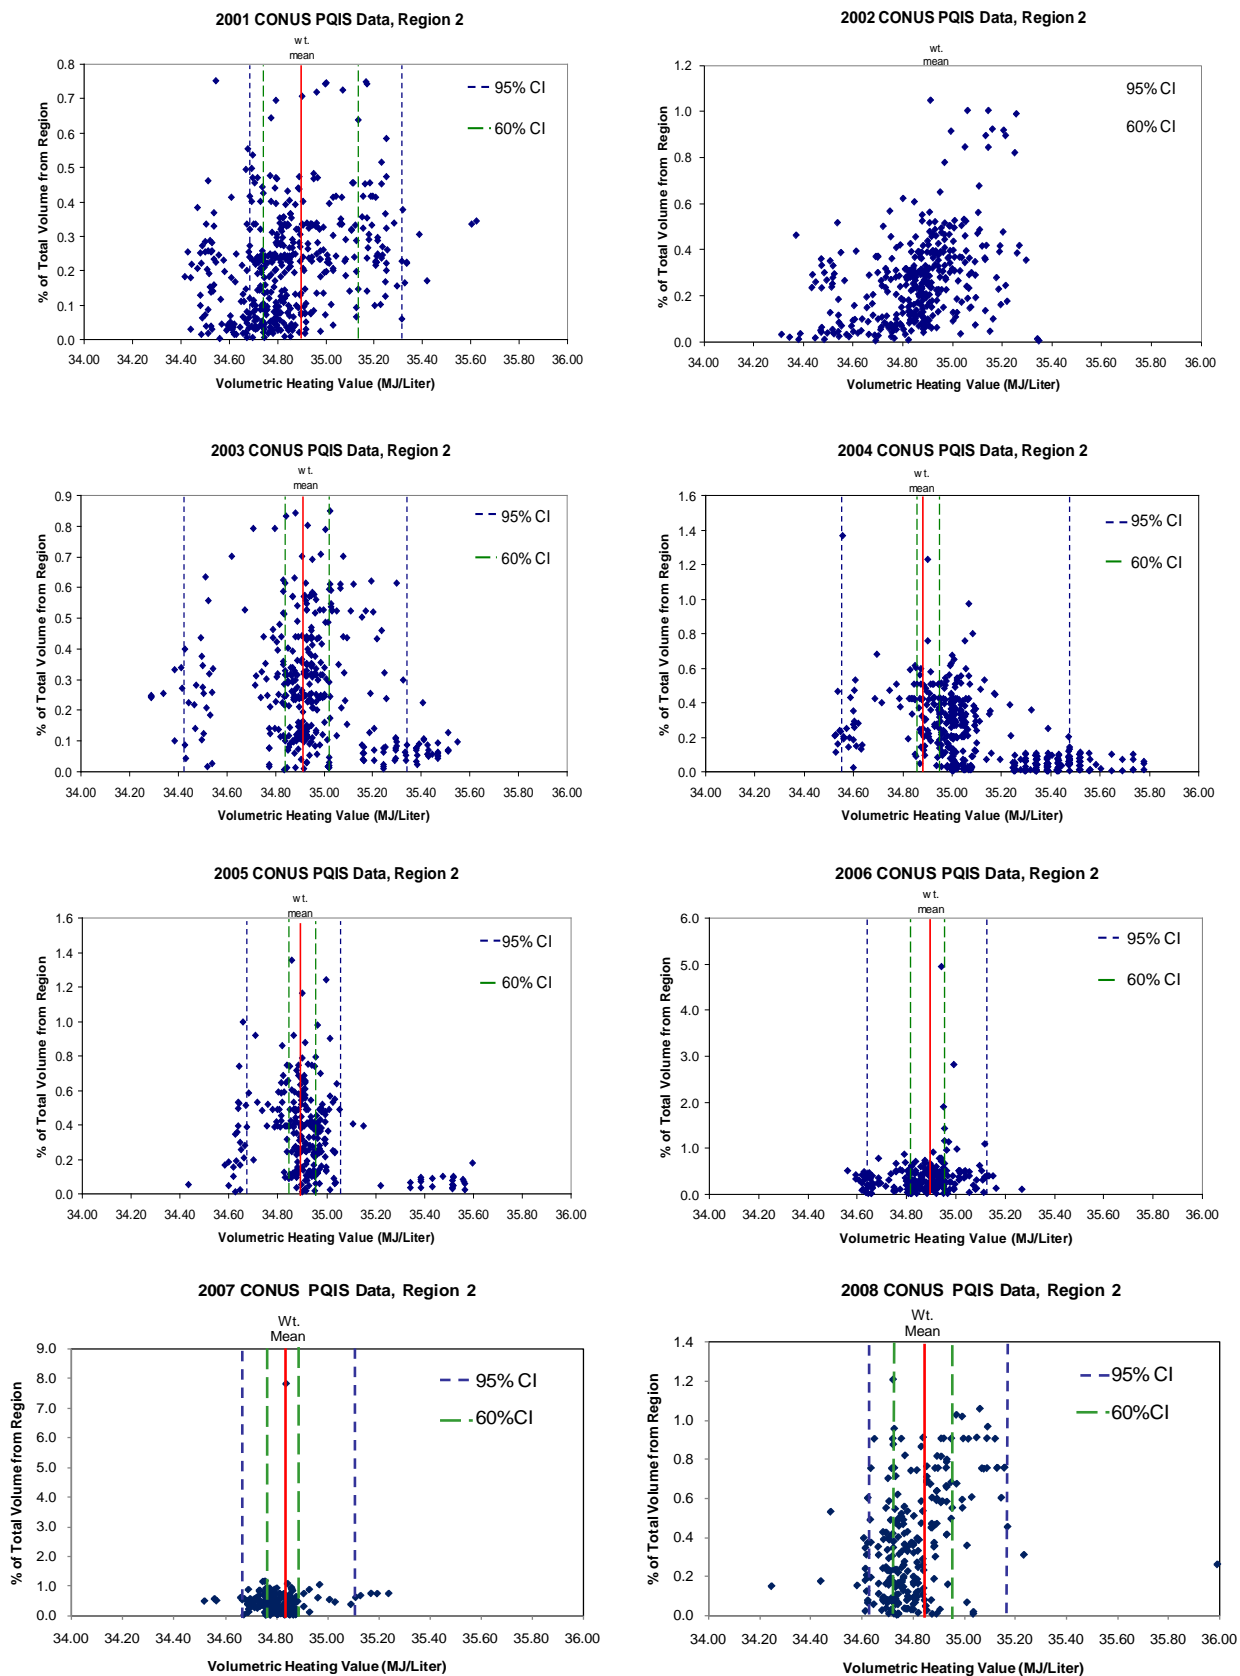 2001 CONUS PQIS Data, Region 2
wt.
mean
0.8
0.7
0.6
0.5
0.4
0.3
0.2
0.1
0.0
% of Total Volume from Region
95% CI
60% CI
34.00 34.20 34.40 34.60 34.80 35.00 35.20 35.40 35.60 35.80 36.00
Volumetric Heating Value (MJ/Liter)
2002 CONUS PQIS Data, Region 2
wt.
mean
1.2
1.0
0.8
0.6
0.4
0.2
0.0
% of Total Volume from Region
95% CI
60% CI
34.00 34.20 34.40 34.60 34.80 35.00 35.20 35.40 35.60 35.80 36.00
Volumetric Heating Value (MJ/Liter)
2003 CONUS PQIS Data, Region 2
wt.
mean
0.9
0.8
0.7
0.6
0.5
0.4
0.3
0.2
0.1
0.0
% of Total Volume from Region
95% CI
60% CI
34.00 34.20 34.40 34.60 34.80 35.00 35.20 35.40 35.60 35.80 36.00
Volumetric Heating Value (MJ/Liter)
2004 CONUS PQIS Data, Region 2
wt.
mean
1.6
1.4
1.2
1.0
0.8
0.6
0.4
0.2
0.0
% of Total Volume from Region
95% CI
60% CI
34.00 34.20 34.40 34.60 34.80 35.00 35.20 35.40 35.60 35.80 36.00
Volumetric Heating Value (MJ/Liter)
2005 CONUS PQIS Data, Region 2
wt.
mean
1.6
1.4
1.2
1.0
0.8
0.6
0.4
0.2
0.0
% of Total Volume from Region
95% CI
60% CI
34.00 34.20 34.40 34.60 34.80 35.00 35.20 35.40 35.60 35.80 36.00
Volumetric Heating Value (MJ/Liter)
2006 CONUS PQIS Data, Region 2
wt.
mean
6.0
5.0
4.0
3.0
2.0
1.0
0.0
% of Total Volume from Region
95% CI
60% CI
34.00 34.20 34.40 34.60 34.80 35.00 35.20 35.40 35.60 35.80 36.00
Volumetric Heating Value (MJ/Liter)
2007 CONUS PQIS Data, Region 2
Wt.
Mean
9.0
8.0
7.0
6.0
5.0
4.0
3.0
2.0
1.0
0.0
% of Total Volume from Region
95% CI
60%CI
34.00 34.20 34.40 34.60 34.80 35.00 35.20 35.40 35.60 35.80 36.00
Volumetric Heating Value (MJ/Liter)
2008 CONUS PQIS Data, Region 2
Wt.
Mean
1.4
1.2
1.0
0.8
0.6
0.4
0.2
0.0
% of Total Volume from Region
95% CI
60%CI
34.00 34.20 34.40 34.60 34.80 35.00 35.20 35.40 35.60 35.80 36.00
Volumetric Heating Value (MJ/Liter)